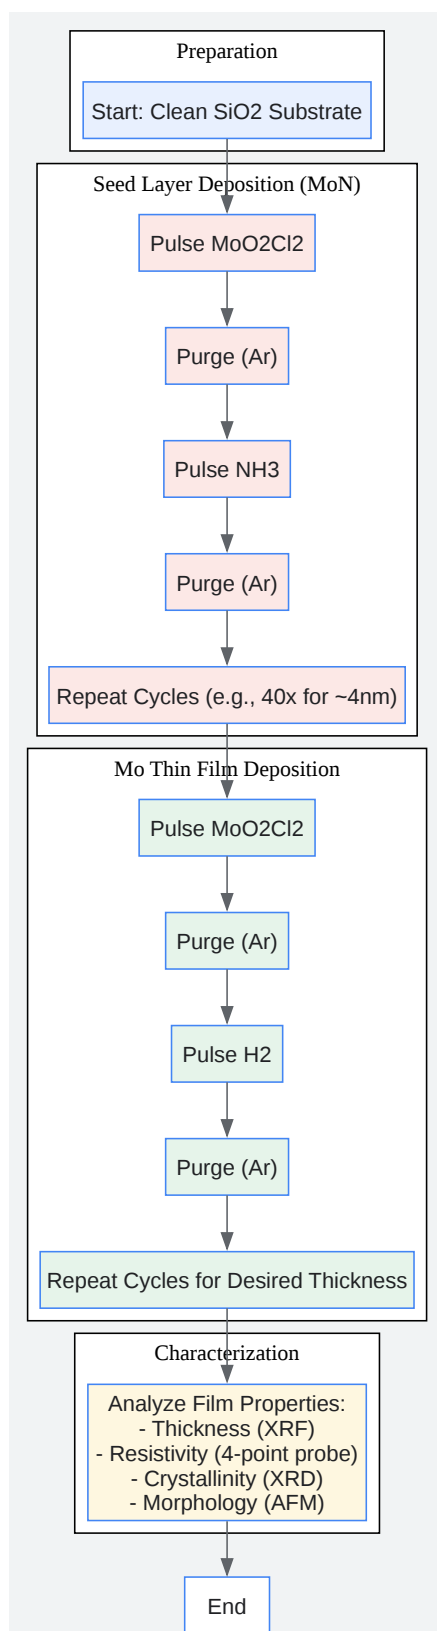 Preparation
Start: Clean SiO2 Substrate
Seed Layer Deposition (MoN)
Pulse MoO2Cl2
Purge (Ar)
Pulse NH3
Purge (Ar)
Repeat Cycles (e.g., 40x for ~4nm)
Mo Thin Film Deposition
Pulse MoO2Cl2
Purge (Ar)
Pulse H2
Purge (Ar)
Repeat Cycles for Desired Thickness
Characterization
Analyze Film Properties:
- Thickness (XRF)
- Resistivity (4-point probe)
- Crystallinity (XRD)
- Morphology (AFM)
End